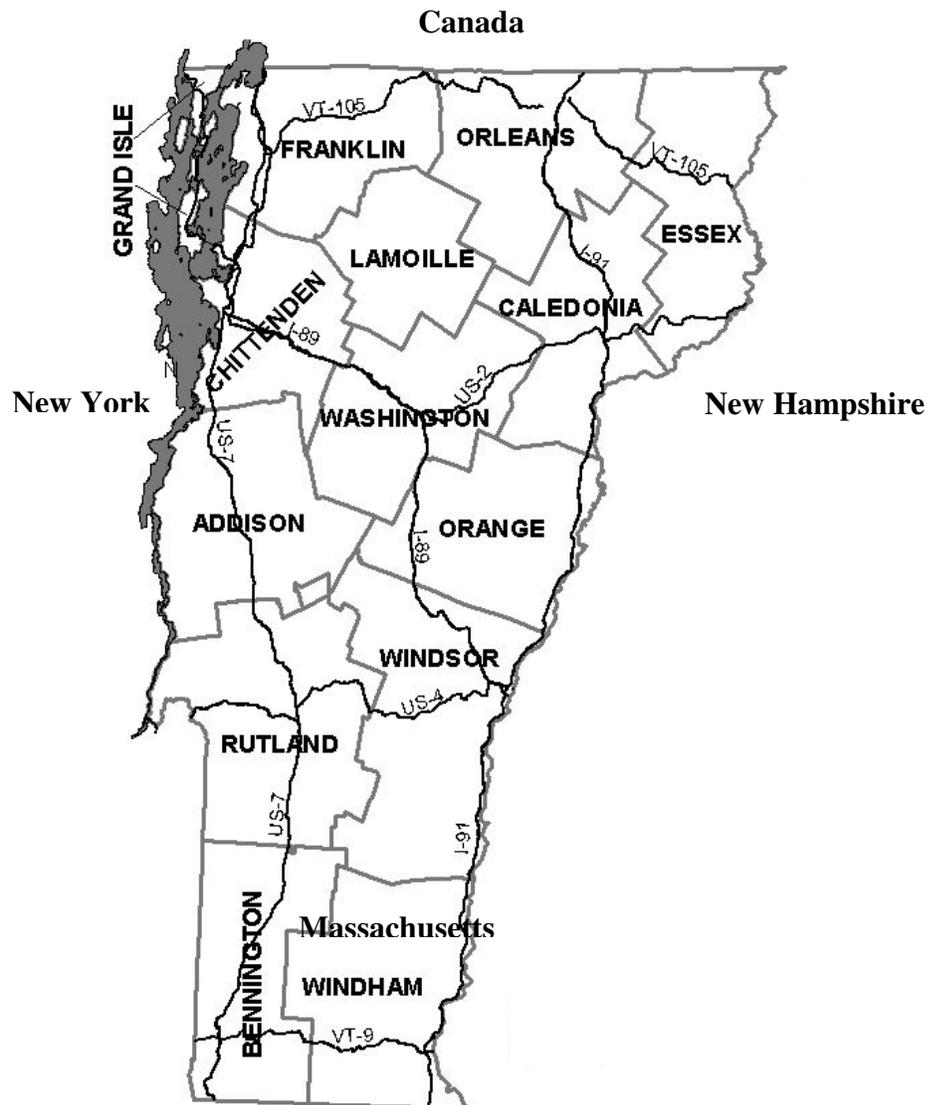 Canada
GRAND ISLE
VT-105
FRANKLIN
ORLEANS
VT-105
ESSEX
LAMOILLE
I-91
CALEDONIA
CHITTENDEN
I-89
N
US-2
New York
New Hampshire
WASHINGTON
US-7
ADDISON
ORANGE
I-89
WINDSOR
US-4
RUTLAND
US-7
I-91
BENNINGTON
Massachusetts
WINDHAM
VT-9